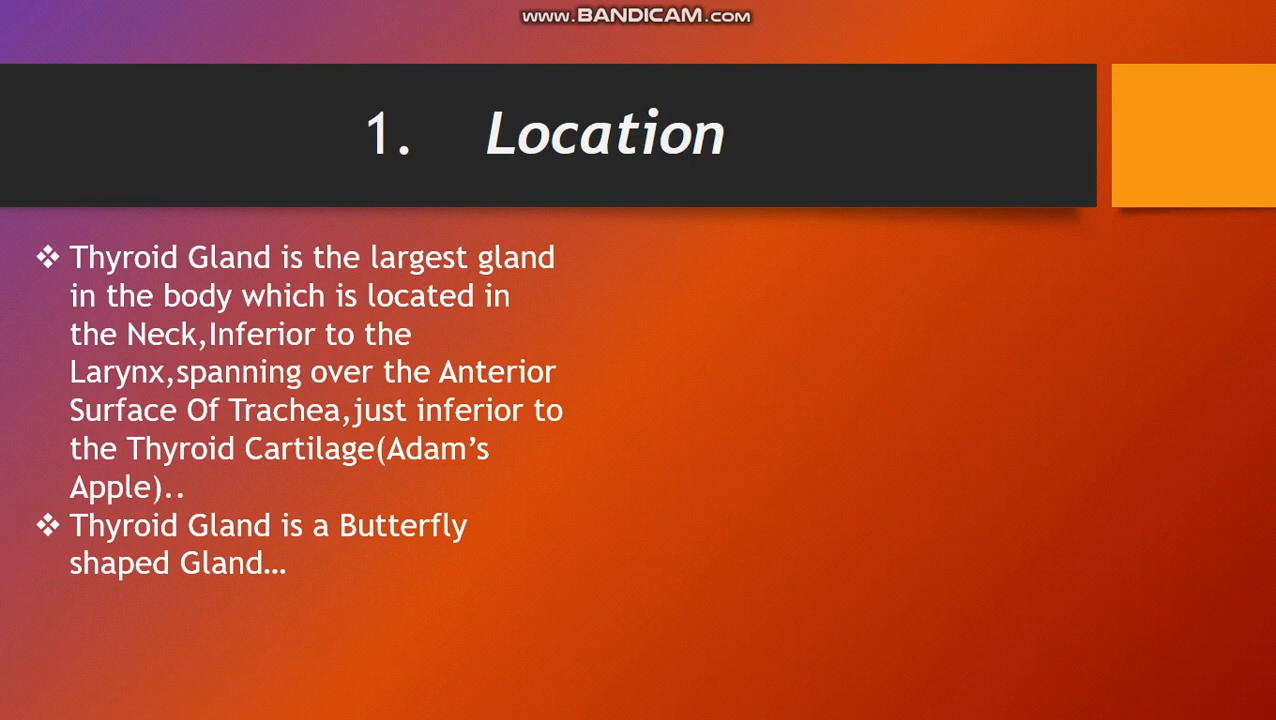 www.BANDICAM.com
1. Location
❖ Thyroid Gland is the largest gland
in the body which is located in
the Neck,Inferior to the
Larynx,spanning over the Anterior
Surface Of Trachea,just inferior to
the Thyroid Cartilage(Adam’s
Apple)..
❖ Thyroid Gland is a Butterfly
shaped Gland…